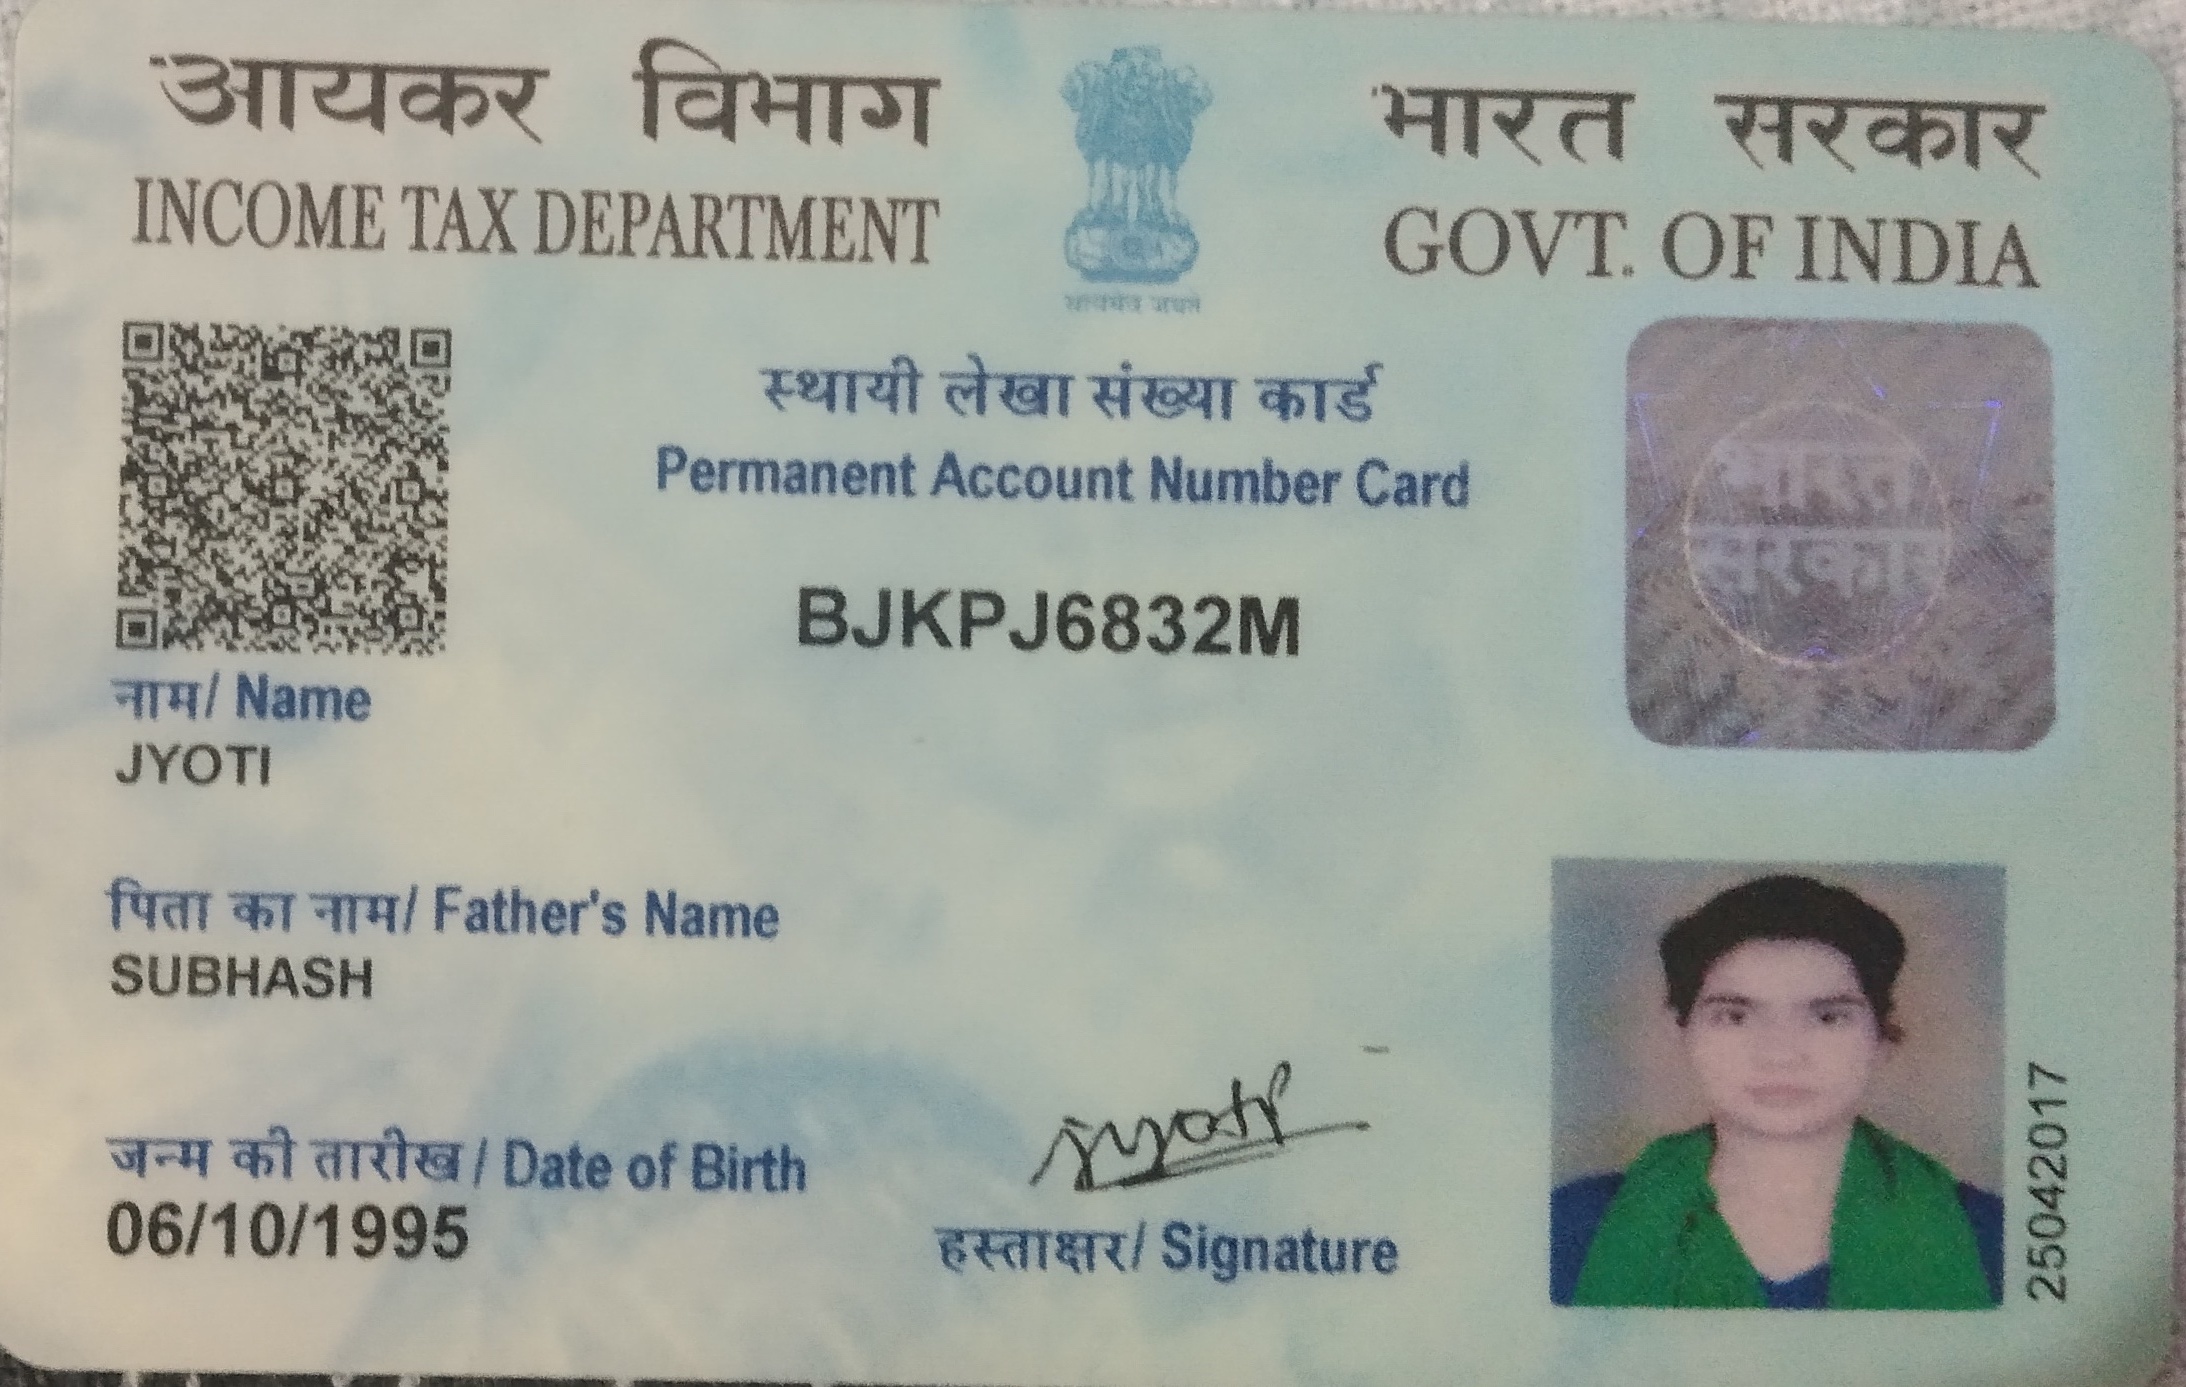 आयकर विभाग
INCOME TAX DEPARTMENT
भारत सरकार
GOVT. OF INDIA
सत्यमेव जयते
स्थायी लेखा संख्या कार्ड
Permanent Account Number Card
BJKPJ6832M
भारत
सरकार
नाम/ Name
JYOTI
पिता का नाम/ Father's Name
SUBHASH
जन्म की तारीख/ Date of Birth
06/10/1995
Jyoti
हस्ताक्षर/ Signature
25042017